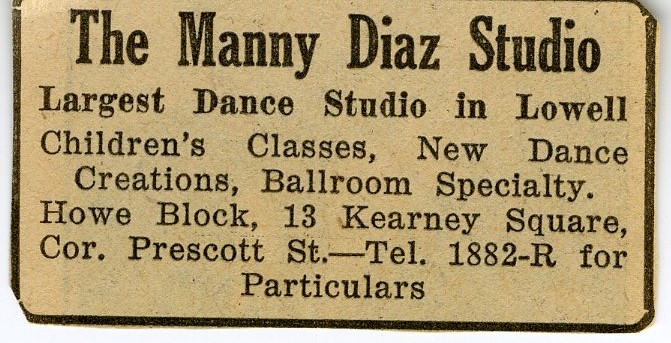 The Manny Diaz Studio
Largest Dance Studio in Lowell
Children's Classes, New Dance
Creations, Ballroom Specialty.
Howe Block, 13 Kearney Square,
Cor. Prescott St.—Tel. 1882-R for
Particulars